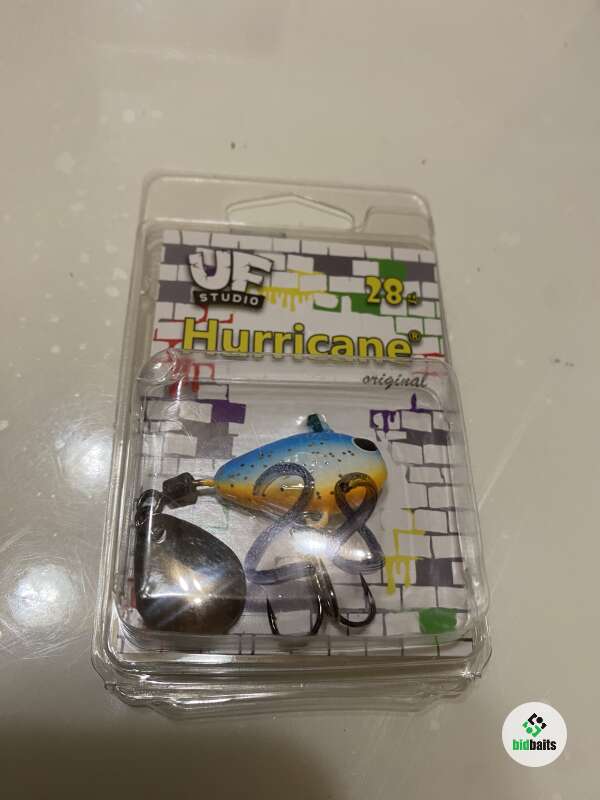 UF
STUDIO
28
Hurricane®
original
bidbaits